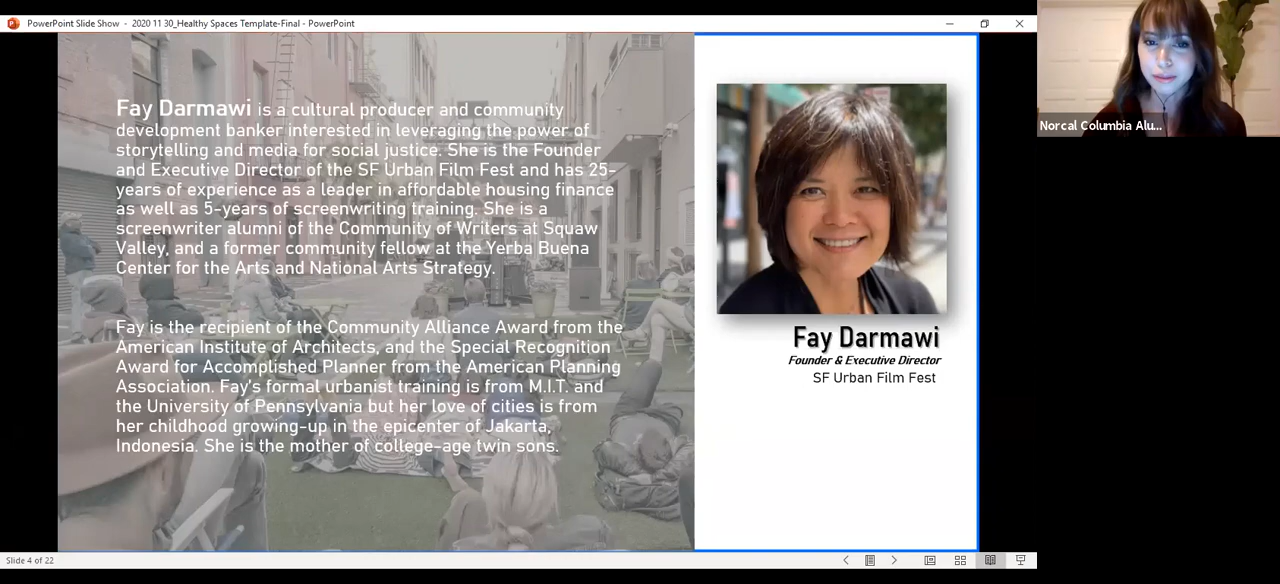 PowerPoint Slide Show - 2020 11 30_Healthy Spaces Template-Final - PowerPoint
Norcal Columbia Alu...
Fay Darmawi is a cultural producer and community
development banker interested in leveraging the power of
storytelling and media for social justice. She is the Founder
and Executive Director of the SF Urban Film Fest and has 25-
years of experience as a leader in affordable housing finance
as well as 5-years of screenwriting training. She is a
screenwriter alumni of the Community of Writers at Squaw
Valley, and a former community fellow at the Yerba Buena
Center for the Arts and National Arts Strategy.
Fay is the recipient of the Community Alliance Award from the
American Institute of Architects, and the Special Recognition
Award for Accomplished Planner from the American Planning
Association. Fay's formal urbanist training is from M.I.T. and
the University of Pennsylvania but her love of cities is from
her childhood growing-up in the epicenter of Jakarta,
Indonesia. She is the mother of college-age twin sons.
Fay Darmawi
Founder & Executive Director
SF Urban Film Fest
Slide 4 of 22